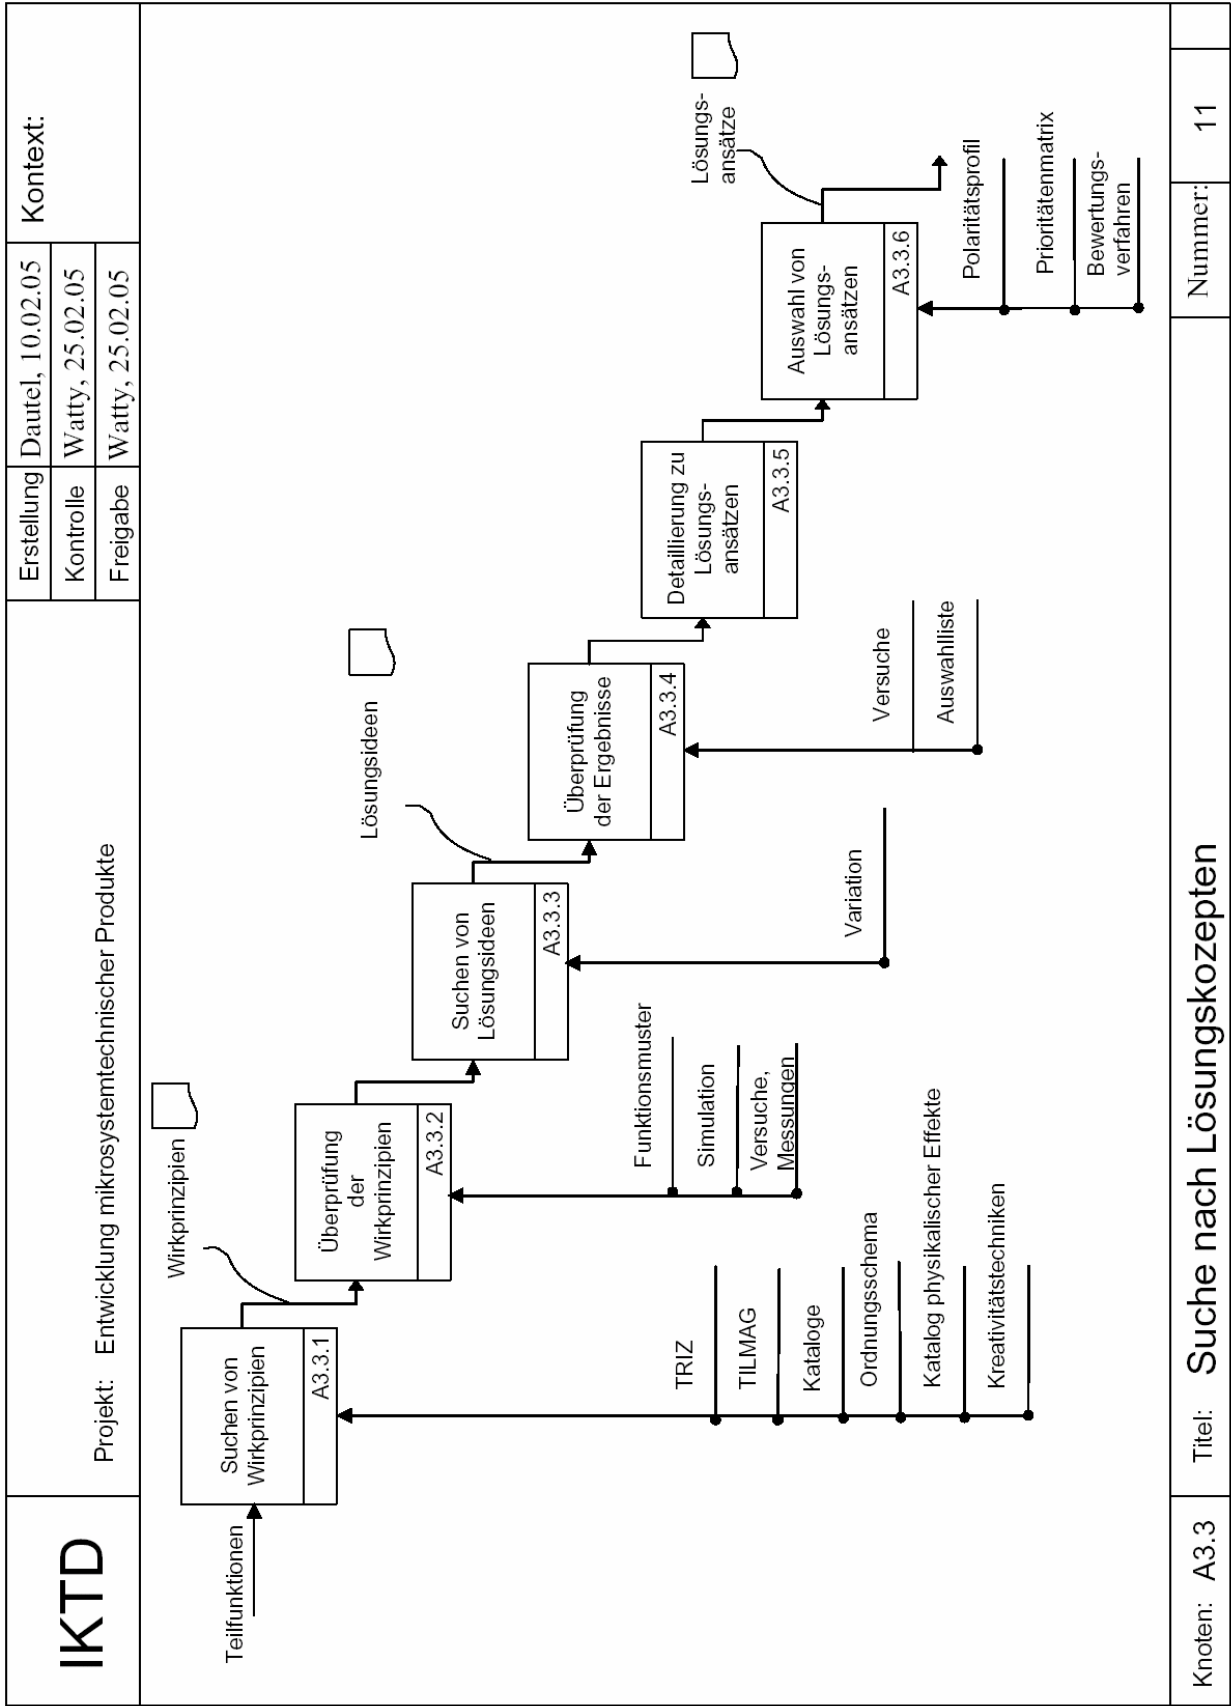 IKTD
Projekt: Entwicklung mikrosystemtechnischer Produkte
Erstellung Dautel, 10.02.05
Kontrolle Watty, 25.02.05
Freigabe Watty, 25.02.05
Kontext:
Teilfunktionen
Suchen von
Wirkprinzipien
A3.3.1
Wirkprinzipien
Überprüfung
der
Wirkprinzipien
A3.3.2
Suchen von
Lösungsideen
A3.3.3
Lösungsideen
Überprüfung
der Ergebnisse
A3.3.4
Detaillierung zu
Lösungs-
ansätzen
A3.3.5
Auswahl von
Lösungs-
ansätzen
A3.3.6
Lösungs-
ansätze
TRIZ
TILMAG
Kataloge
Ordnungsschema
Katalog physikalischer Effekte
Kreativitätstechniken
Funktionsmuster
Simulation
Versuche,
Messungen
Variation
Versuche
Auswahlliste
Polaritätsprofil
Prioritätenmatrix
Bewertungs-
verfahren
Knoten: A3.3
Titel: Suche nach Lösungskozepten
Nummer: 11